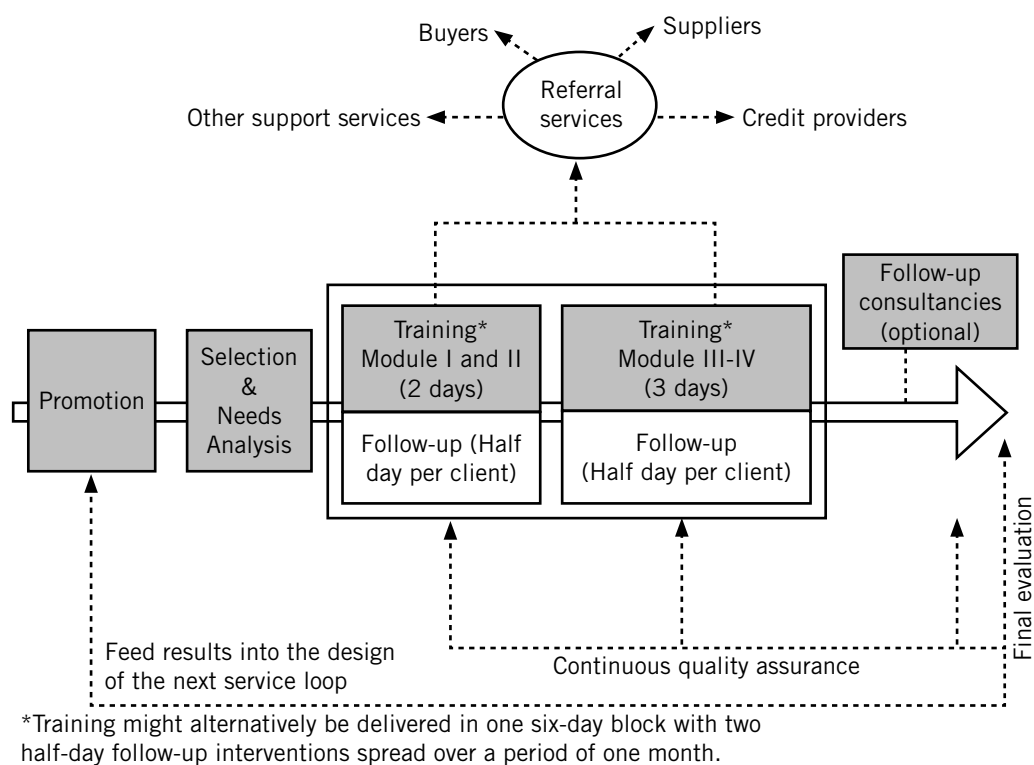 Buyers
Suppliers
Referral
services
Other support services
Credit providers
Follow-up
consultancies
(optional)
Promotion
Selection
&
Needs
Analysis
Training*
Module I and II
(2 days)
Follow-up (Half
day per client)
Training*
Module III-IV
(3 days)
Follow-up
(Half day per client)
Final evaluation
Feed results into the design
of the next service loop
Continuous quality assurance
*Training might alternatively be delivered in one six-day block with two
half-day follow-up interventions spread over a period of one month.